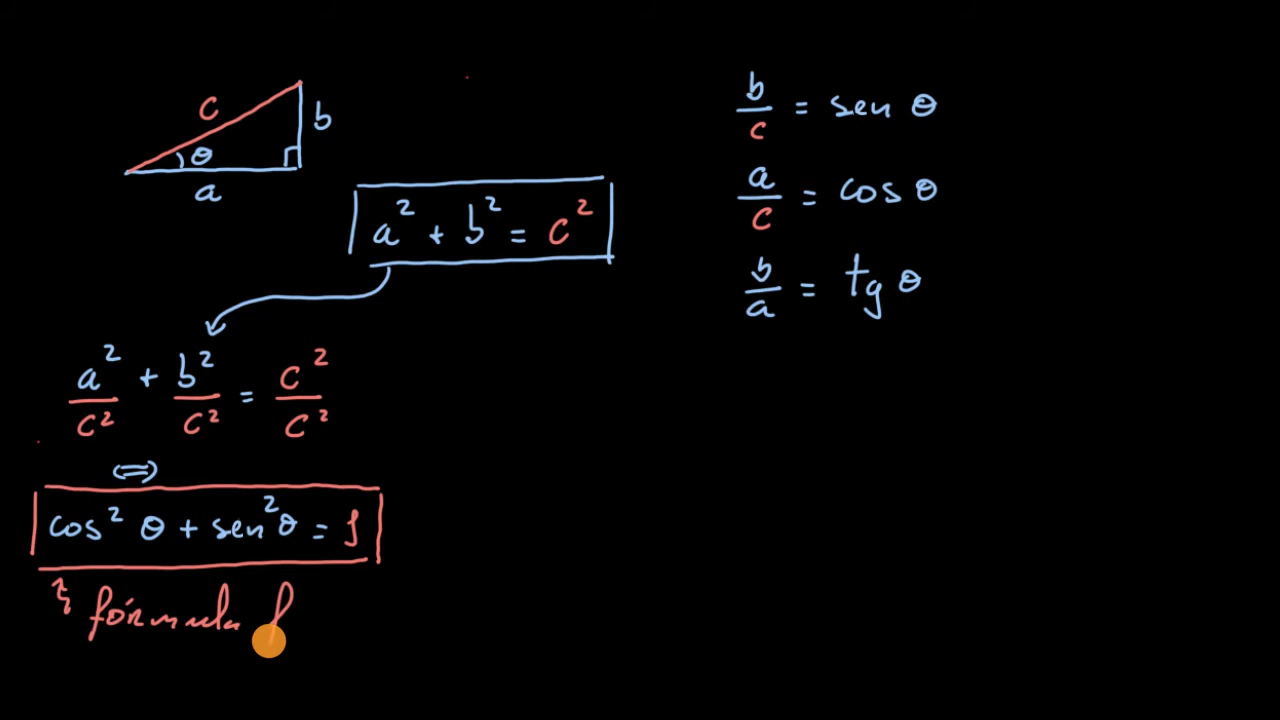 c
b
θ
a
a² + b² = c²
b/c = sen θ
a/c = cos θ
b/a = tg θ
a²/c² + b²/c² = c²/c²
⇔
cos² θ + sen² θ = 1
fórmula f